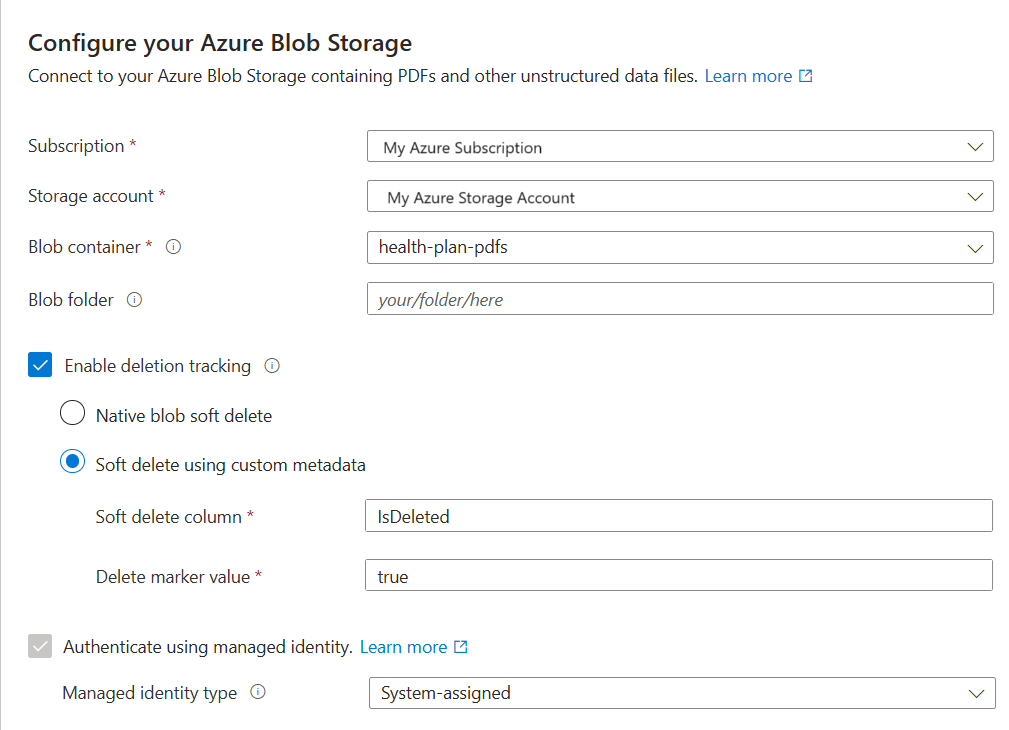 Configure your Azure Blob Storage
Connect to your Azure Blob Storage containing PDFs and other unstructured data files. Learn more
Subscription * My Azure Subscription
Storage account * My Azure Storage Account
Blob container * health-plan-pdfs
Blob folder your/folder/here
Enable deletion tracking
Native blob soft delete
Soft delete using custom metadata
Soft delete column * IsDeleted
Delete marker value * true
Authenticate using managed identity. Learn more
Managed identity type System-assigned